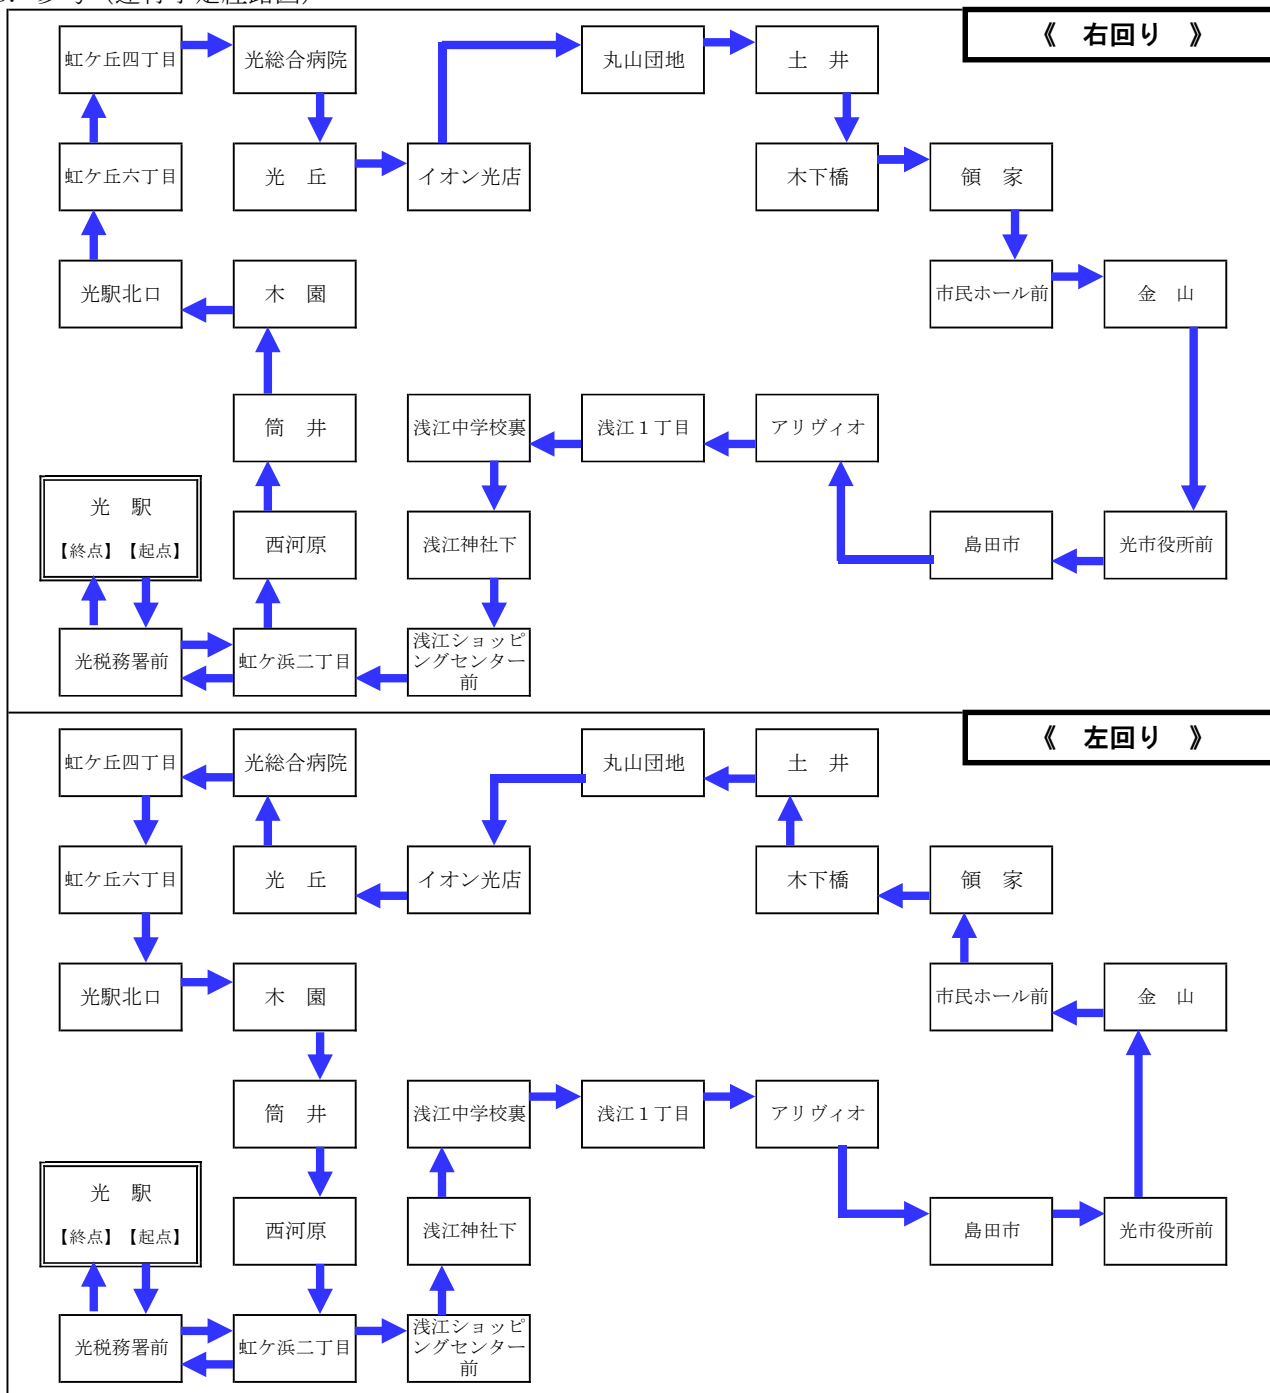 参考（運行予定経路図）
《　右回り　》
虹ケ丘四丁目
光総合病院
丸山団地
土　井
虹ケ丘六丁目
光　丘
イオン光店
木下橋
領　家
光駅北口
木　園
市民ホール前
金　山
筒　井
浅江中学校裏
浅江１丁目
アリヴィオ
光　駅
【終点】【起点】
西河原
浅江神社下
島田市
光市役所前
光税務署前
虹ケ浜二丁目
浅江ショッピ
ングセンター
前
《　左回り　》
虹ケ丘四丁目
光総合病院
丸山団地
土　井
虹ケ丘六丁目
光　丘
イオン光店
木下橋
領　家
光駅北口
木　園
市民ホール前
金　山
筒　井
浅江中学校裏
浅江１丁目
アリヴィオ
光　駅
【終点】【起点】
西河原
浅江神社下
島田市
光市役所前
光税務署前
虹ケ浜二丁目
浅江ショッピ
ングセンター
前